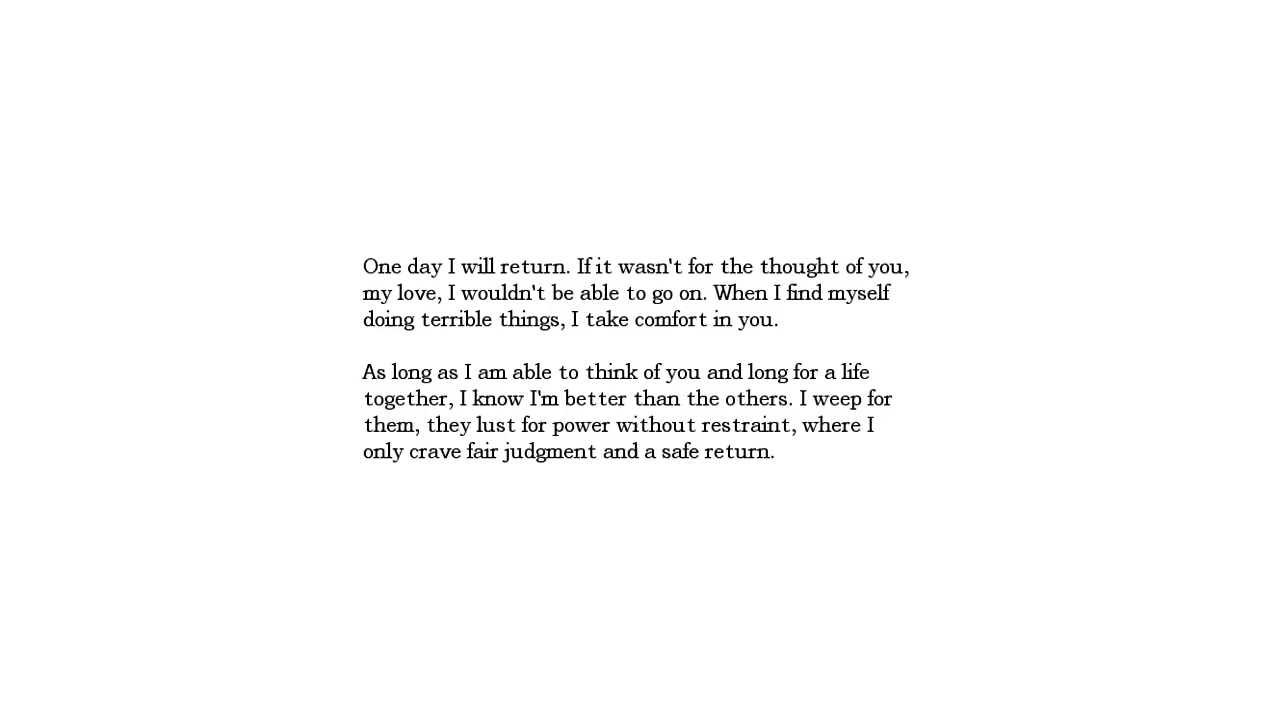 One day I will return. If it wasn't for the thought of you,
my love, I wouldn't be able to go on. When I find myself
doing terrible things, I take comfort in you.
As long as I am able to think of you and long for a life
together, I know I'm better than the others. I weep for
them, they lust for power without restraint, where I
only crave fair judgment and a safe return.